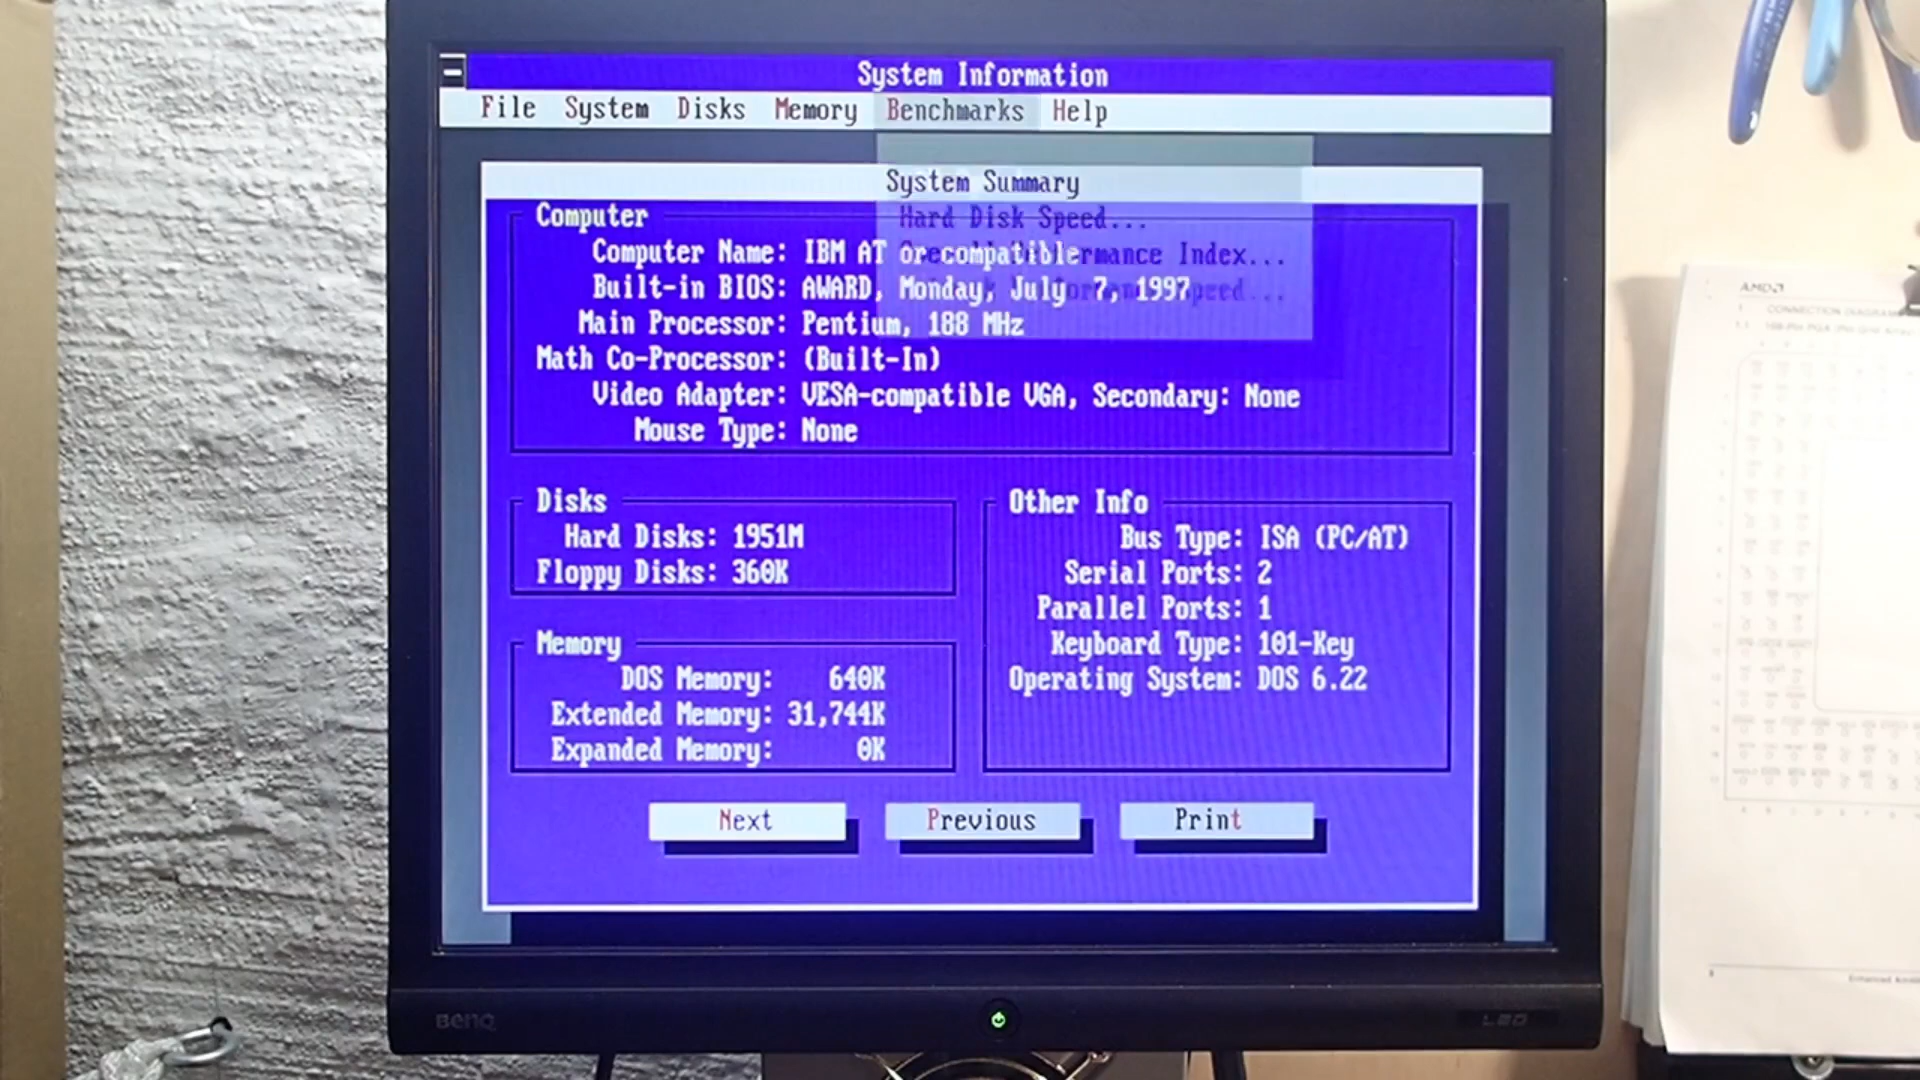 System Information
File System Disks Memory Benchmarks Help
System Summary
Computer
Hard Disk Speed...
Computer Name: IBM AT or compatible
Index...
Built-in BIOS: AWARD, Monday, July 7, 1997
Main Processor: Pentium, 188 MHz
Math Co-Processor: (Built-In)
Video Adapter: VESA-compatible VGA, Secondary: None
Mouse Type: None
Disks
Hard Disks: 1951M
Floppy Disks: 360K
Memory
DOS Memory: 640K
Extended Memory: 31,744K
Expanded Memory: 0K
Other Info
Bus Type: ISA (PC/AT)
Serial Ports: 2
Parallel Ports: 1
Keyboard Type: 101-Key
Operating System: DOS 6.22
Next Previous Print
BenQ
LED
AMD
CONNECTION